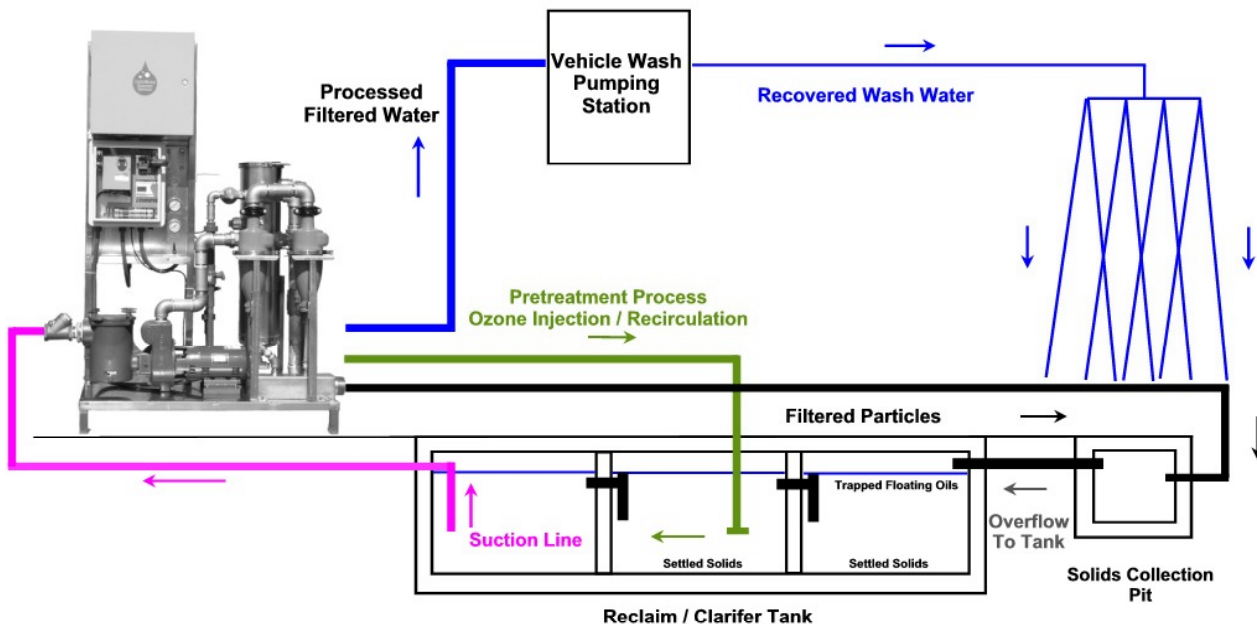 Vehicle Wash
Pumping
Station
Processed
Filtered Water
Recovered Wash Water
Pretreatment Process
Ozone Injection / Recirculation
Filtered Particles
Trapped Floating Oils
Overflow
To Tank
Suction Line
Settled Solids
Settled Solids
Solids Collection
Pit
Reclaim / Clarifer Tank